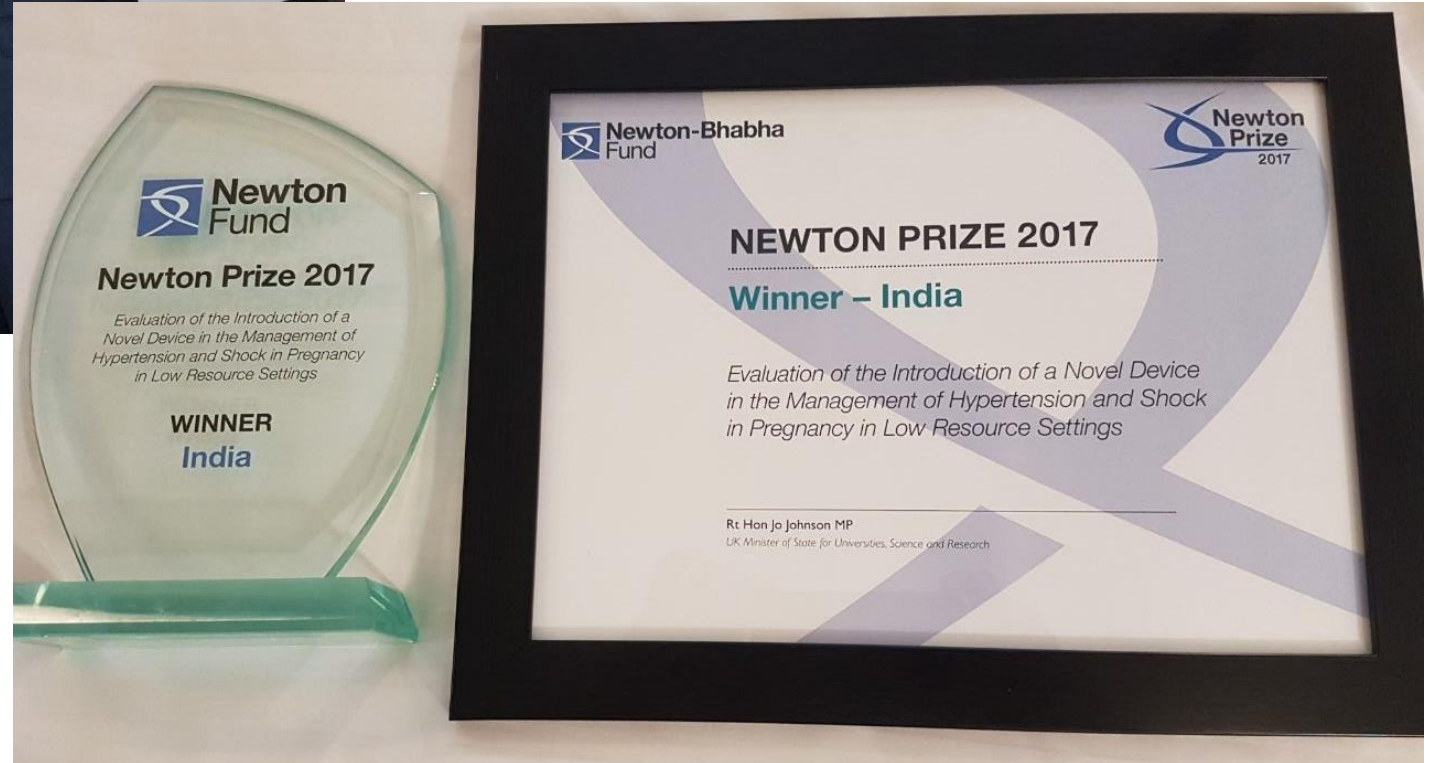 Newton
Fund
Newton Prize 2017
Evaluation of the Introduction of a
Novel Device in the Management of
Hypertension and Shock in Pregnancy
in Low Resource Settings
WINNER
India
Newton-Bhabha
Fund
Newton
Prize
2017
NEWTON PRIZE 2017
Winner – India
Evaluation of the Introduction of a Novel Device
in the Management of Hypertension and Shock
in Pregnancy in Low Resource Settings
Rt Hon Jo Johnson MP
UK Minister of State for Universities, Science and Research